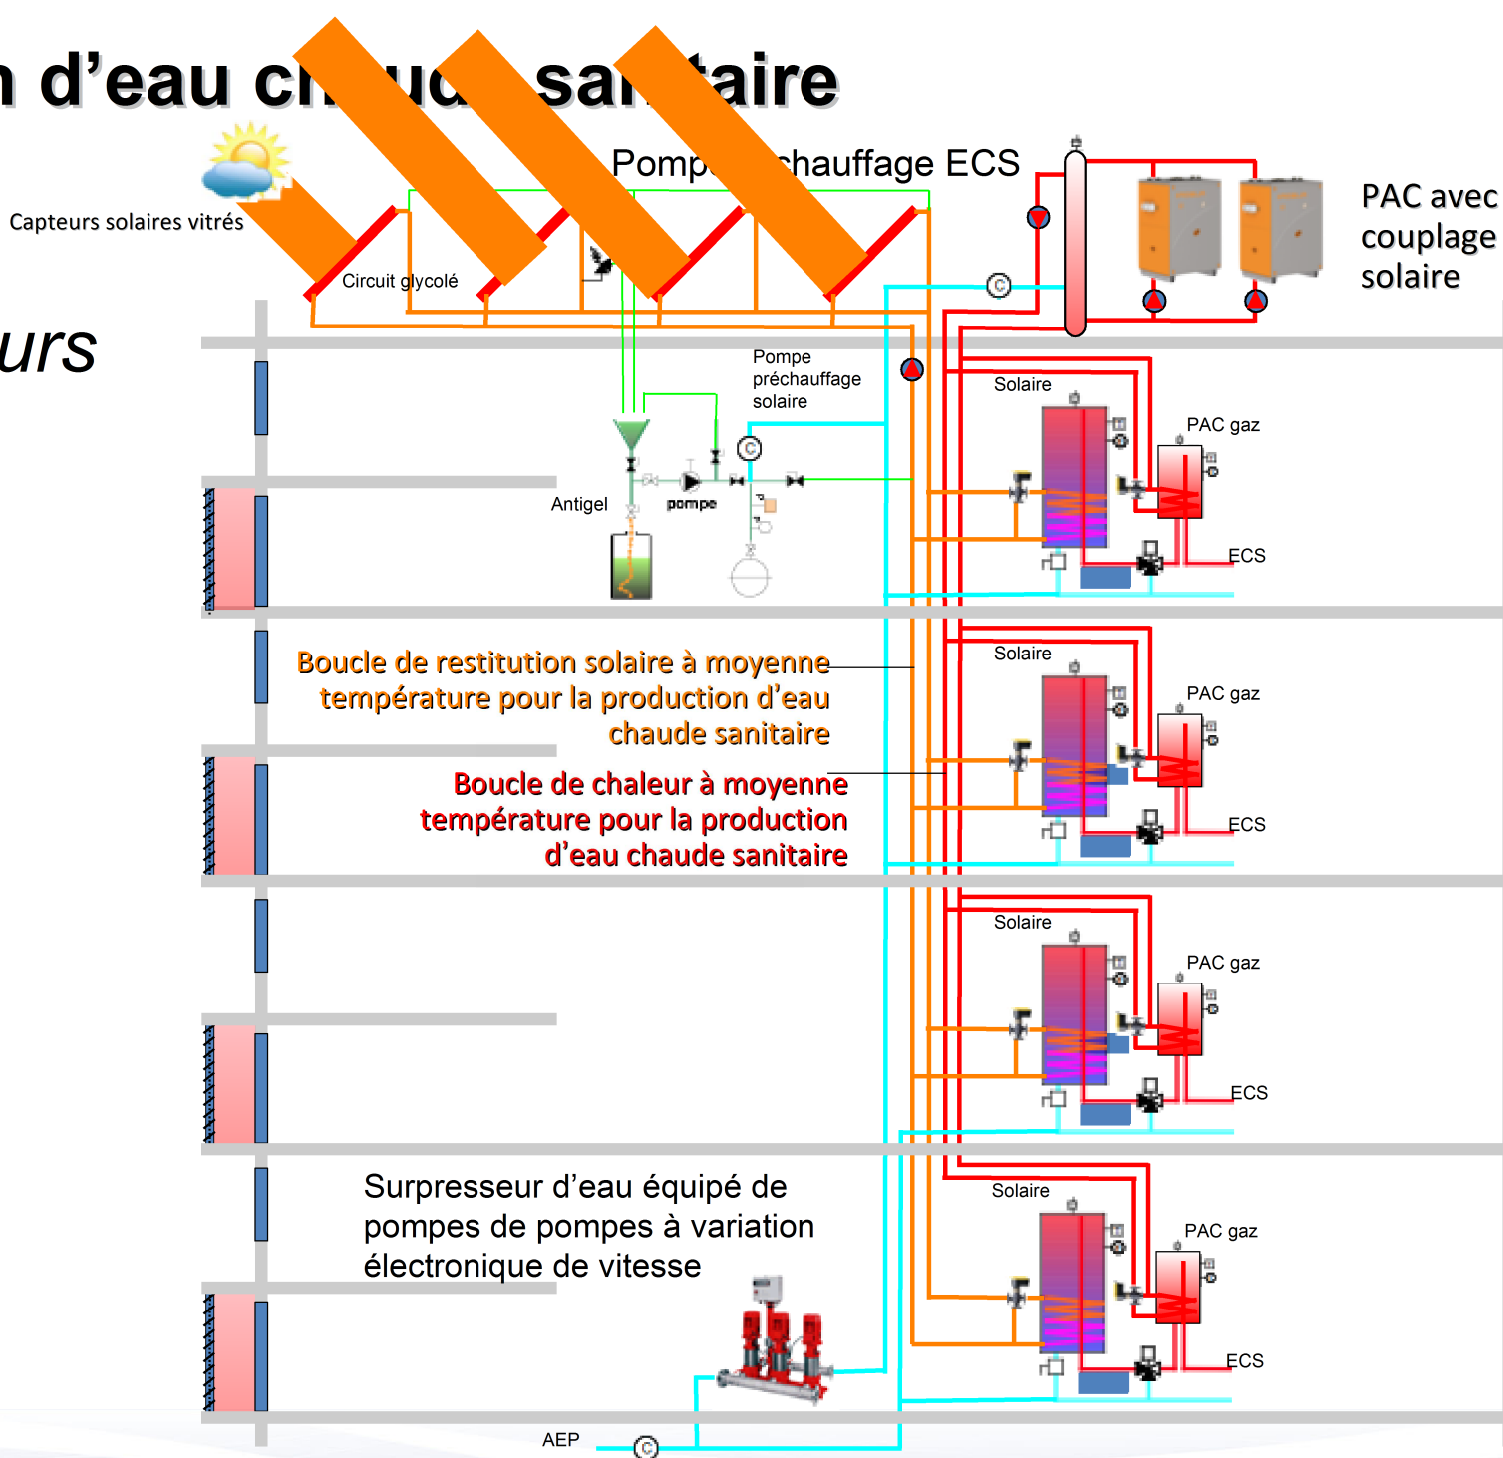 d’eau sanitaire
Pompe chauffage ECS
PAC avec
couplage
solaire
Capteurs solaires vitrés
Circuit glycolé
urs
Pompe
préchauffage
solaire
Solaire
PAC gaz
Antigel
pompe
ECS
Boucle de restitution solaire à moyenne
température pour la production d’eau
chaude sanitaire
Solaire
PAC gaz
Boucle de chaleur à moyenne
température pour la production
d’eau chaude sanitaire
ECS
Solaire
PAC gaz
ECS
Surpresseur d’eau équipé de
pompes de pompes à variation
électronique de vitesse
Solaire
PAC gaz
ECS
AEP
C
C
C